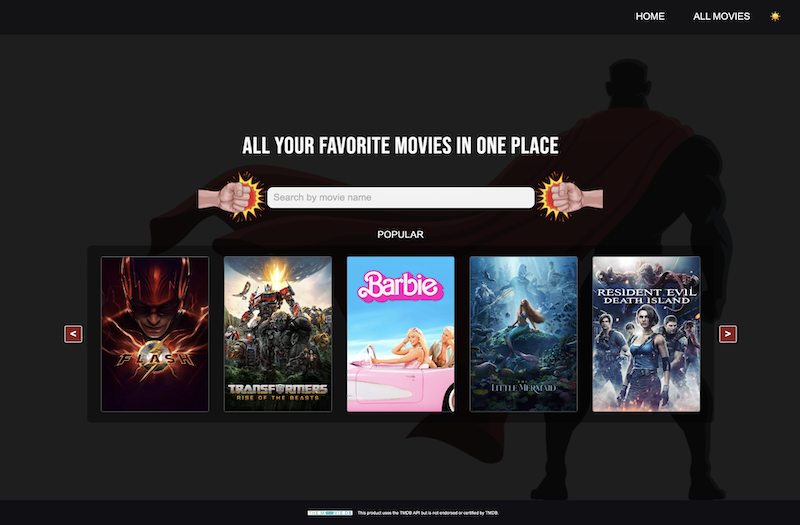 HOME ALL MOVIES
ALL YOUR FAVORITE MOVIES IN ONE PLACE
Search by movie name
POPULAR
FLASH
TRANSFORMERS
RISE OF THE BEASTS
Barbie
THE
LITTLE MERMAID
RESIDENT EVIL
DEATH ISLAND
< >
This product uses the TMDB API but is not endorsed or certified by TMDB.